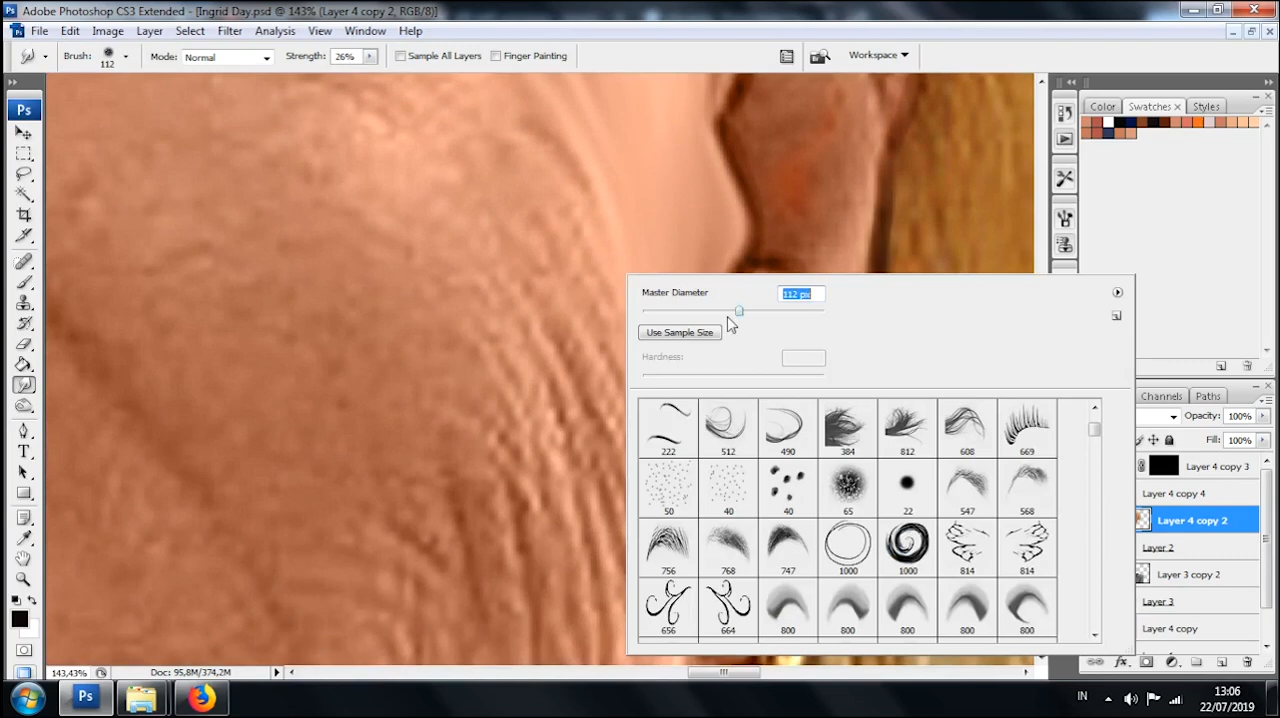 Adobe Photoshop CS3 Extended - [Ingrid Day.psd @ 143% (Layer 4 copy 2, RGB/8)]
File Edit Image Layer Select Filter Analysis View Window Help
Brush: 112 Mode: Normal Strength: 26% Sample All Layers Finger Painting Workspace
Ps
Color Swatches Styles
Master Diameter 112 px
Use Sample Size
Hardness:
222 512 490 384 812 608 669
50 40 40 65 22 547 568
756 768 747 1000 1000 814 814
656 664 800 800 800 800 800
Channels Paths
Opacity: 100%
Fill: 100%
Layer 4 copy 3
Layer 4 copy 4
Layer 4 copy 2
Layer 2
Layer 3 copy 2
Layer 3
Layer 4 copy
143,43% Doc: 95,8M/374,2M
Ps IN 13:06
22/07/2019